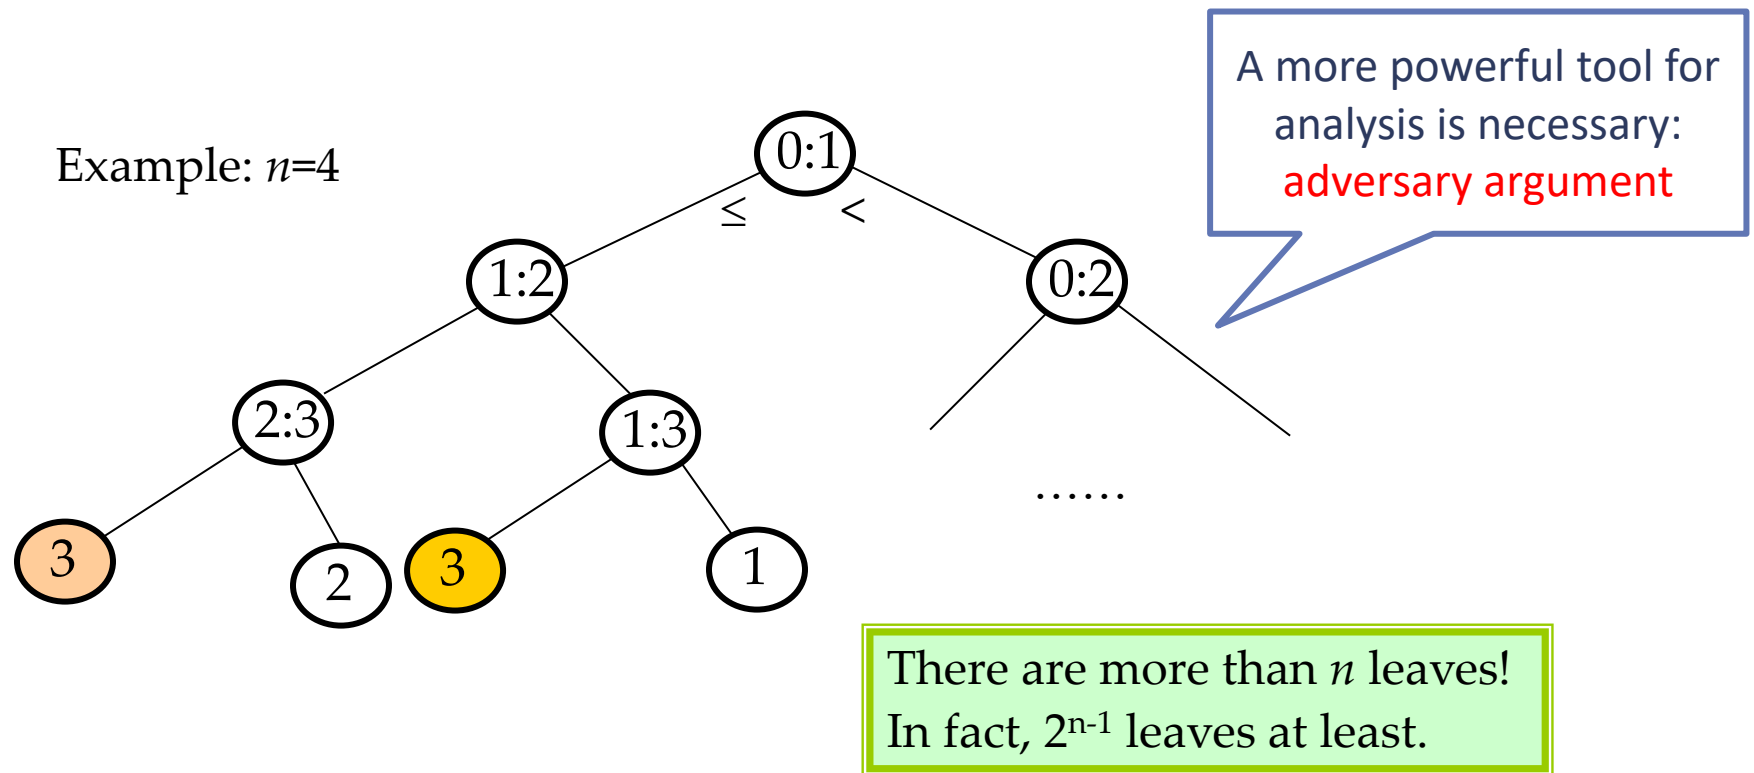 A more powerful tool for
analysis is necessary:
adversary argument
Example: n=4
0:1
≤
<
1:2
0:2
2:3
1:3
......
3
2
3
1
There are more than n leaves!
In fact, 2ⁿ⁻¹ leaves at least.